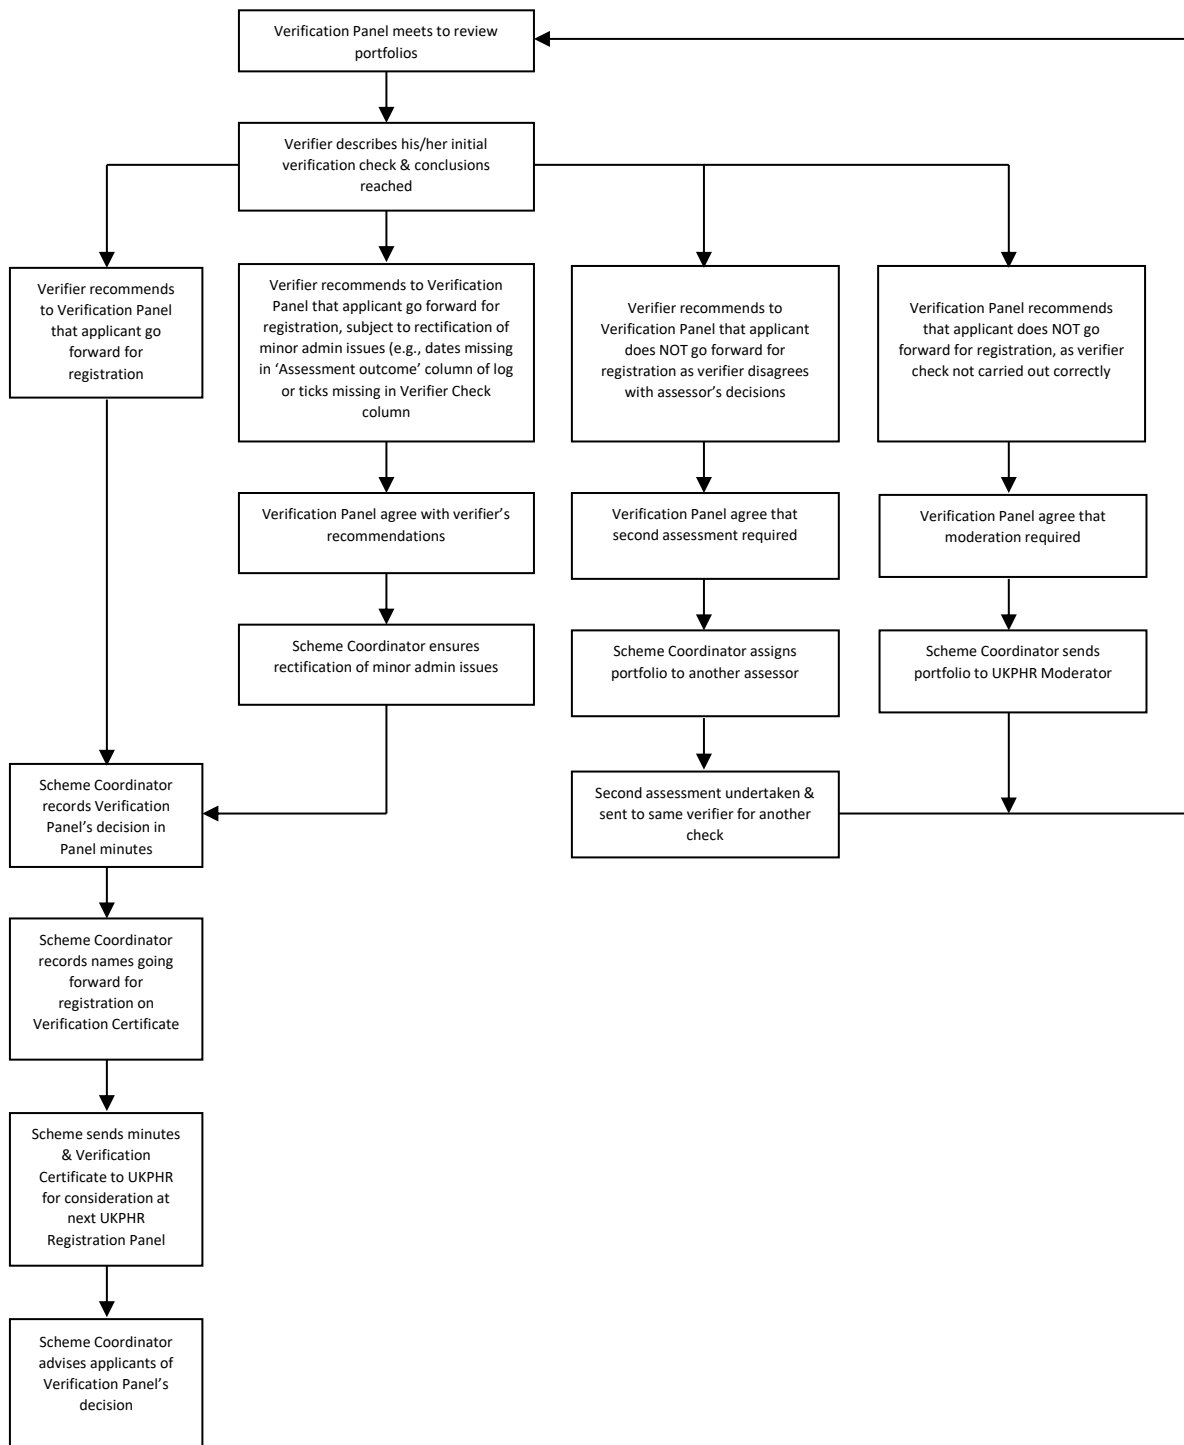 Verification Panel meets to review
portfolios
Verifier describes his/her initial
verification check & conclusions
reached
Verifier recommends
to Verification Panel
that applicant go
forward for
registration
Verifier recommends to Verification
Panel that applicant go forward for
registration, subject to rectification of
minor admin issues (e.g., dates missing
in ‘Assessment outcome’ column of log
or ticks missing in Verifier Check
column
Verifier recommends to
Verification Panel that applicant
does NOT go forward for
registration as verifier disagrees
with assessor’s decisions
Verification Panel recommends
that applicant does NOT go
forward for registration, as verifier
check not carried out correctly
Verification Panel agree with verifier’s
recommendations
Verification Panel agree that
second assessment required
Verification Panel agree that
moderation required
Scheme Coordinator ensures
rectification of minor admin issues
Scheme Coordinator assigns
portfolio to another assessor
Scheme Coordinator sends
portfolio to UKPHR Moderator
Scheme Coordinator
records Verification
Panel’s decision in
Panel minutes
Second assessment undertaken &
sent to same verifier for another
check
Scheme Coordinator
records names going
forward for
registration on
Verification Certificate
Scheme sends minutes
& Verification
Certificate to UKPHR
for consideration at
next UKPHR
Registration Panel
Scheme Coordinator
advises applicants of
Verification Panel’s
decision